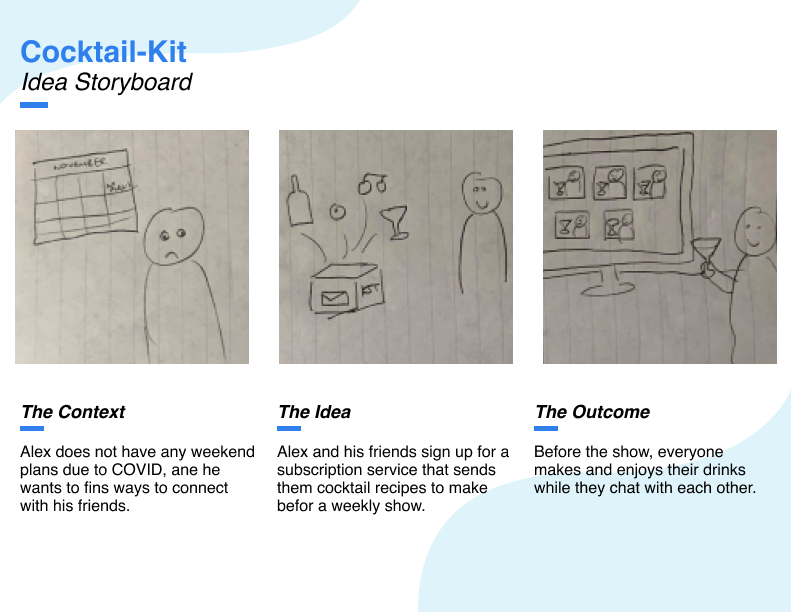 Cocktail-Kit
Idea Storyboard
NOVEMBER
KIT
The Context
Alex does not have any weekend
plans due to COVID, ane he
wants to fins ways to connect
with his friends.
The Idea
Alex and his friends sign up for a
subscription service that sends
them cocktail recipes to make
befor a weekly show.
The Outcome
Before the show, everyone
makes and enjoys their drinks
while they chat with each other.